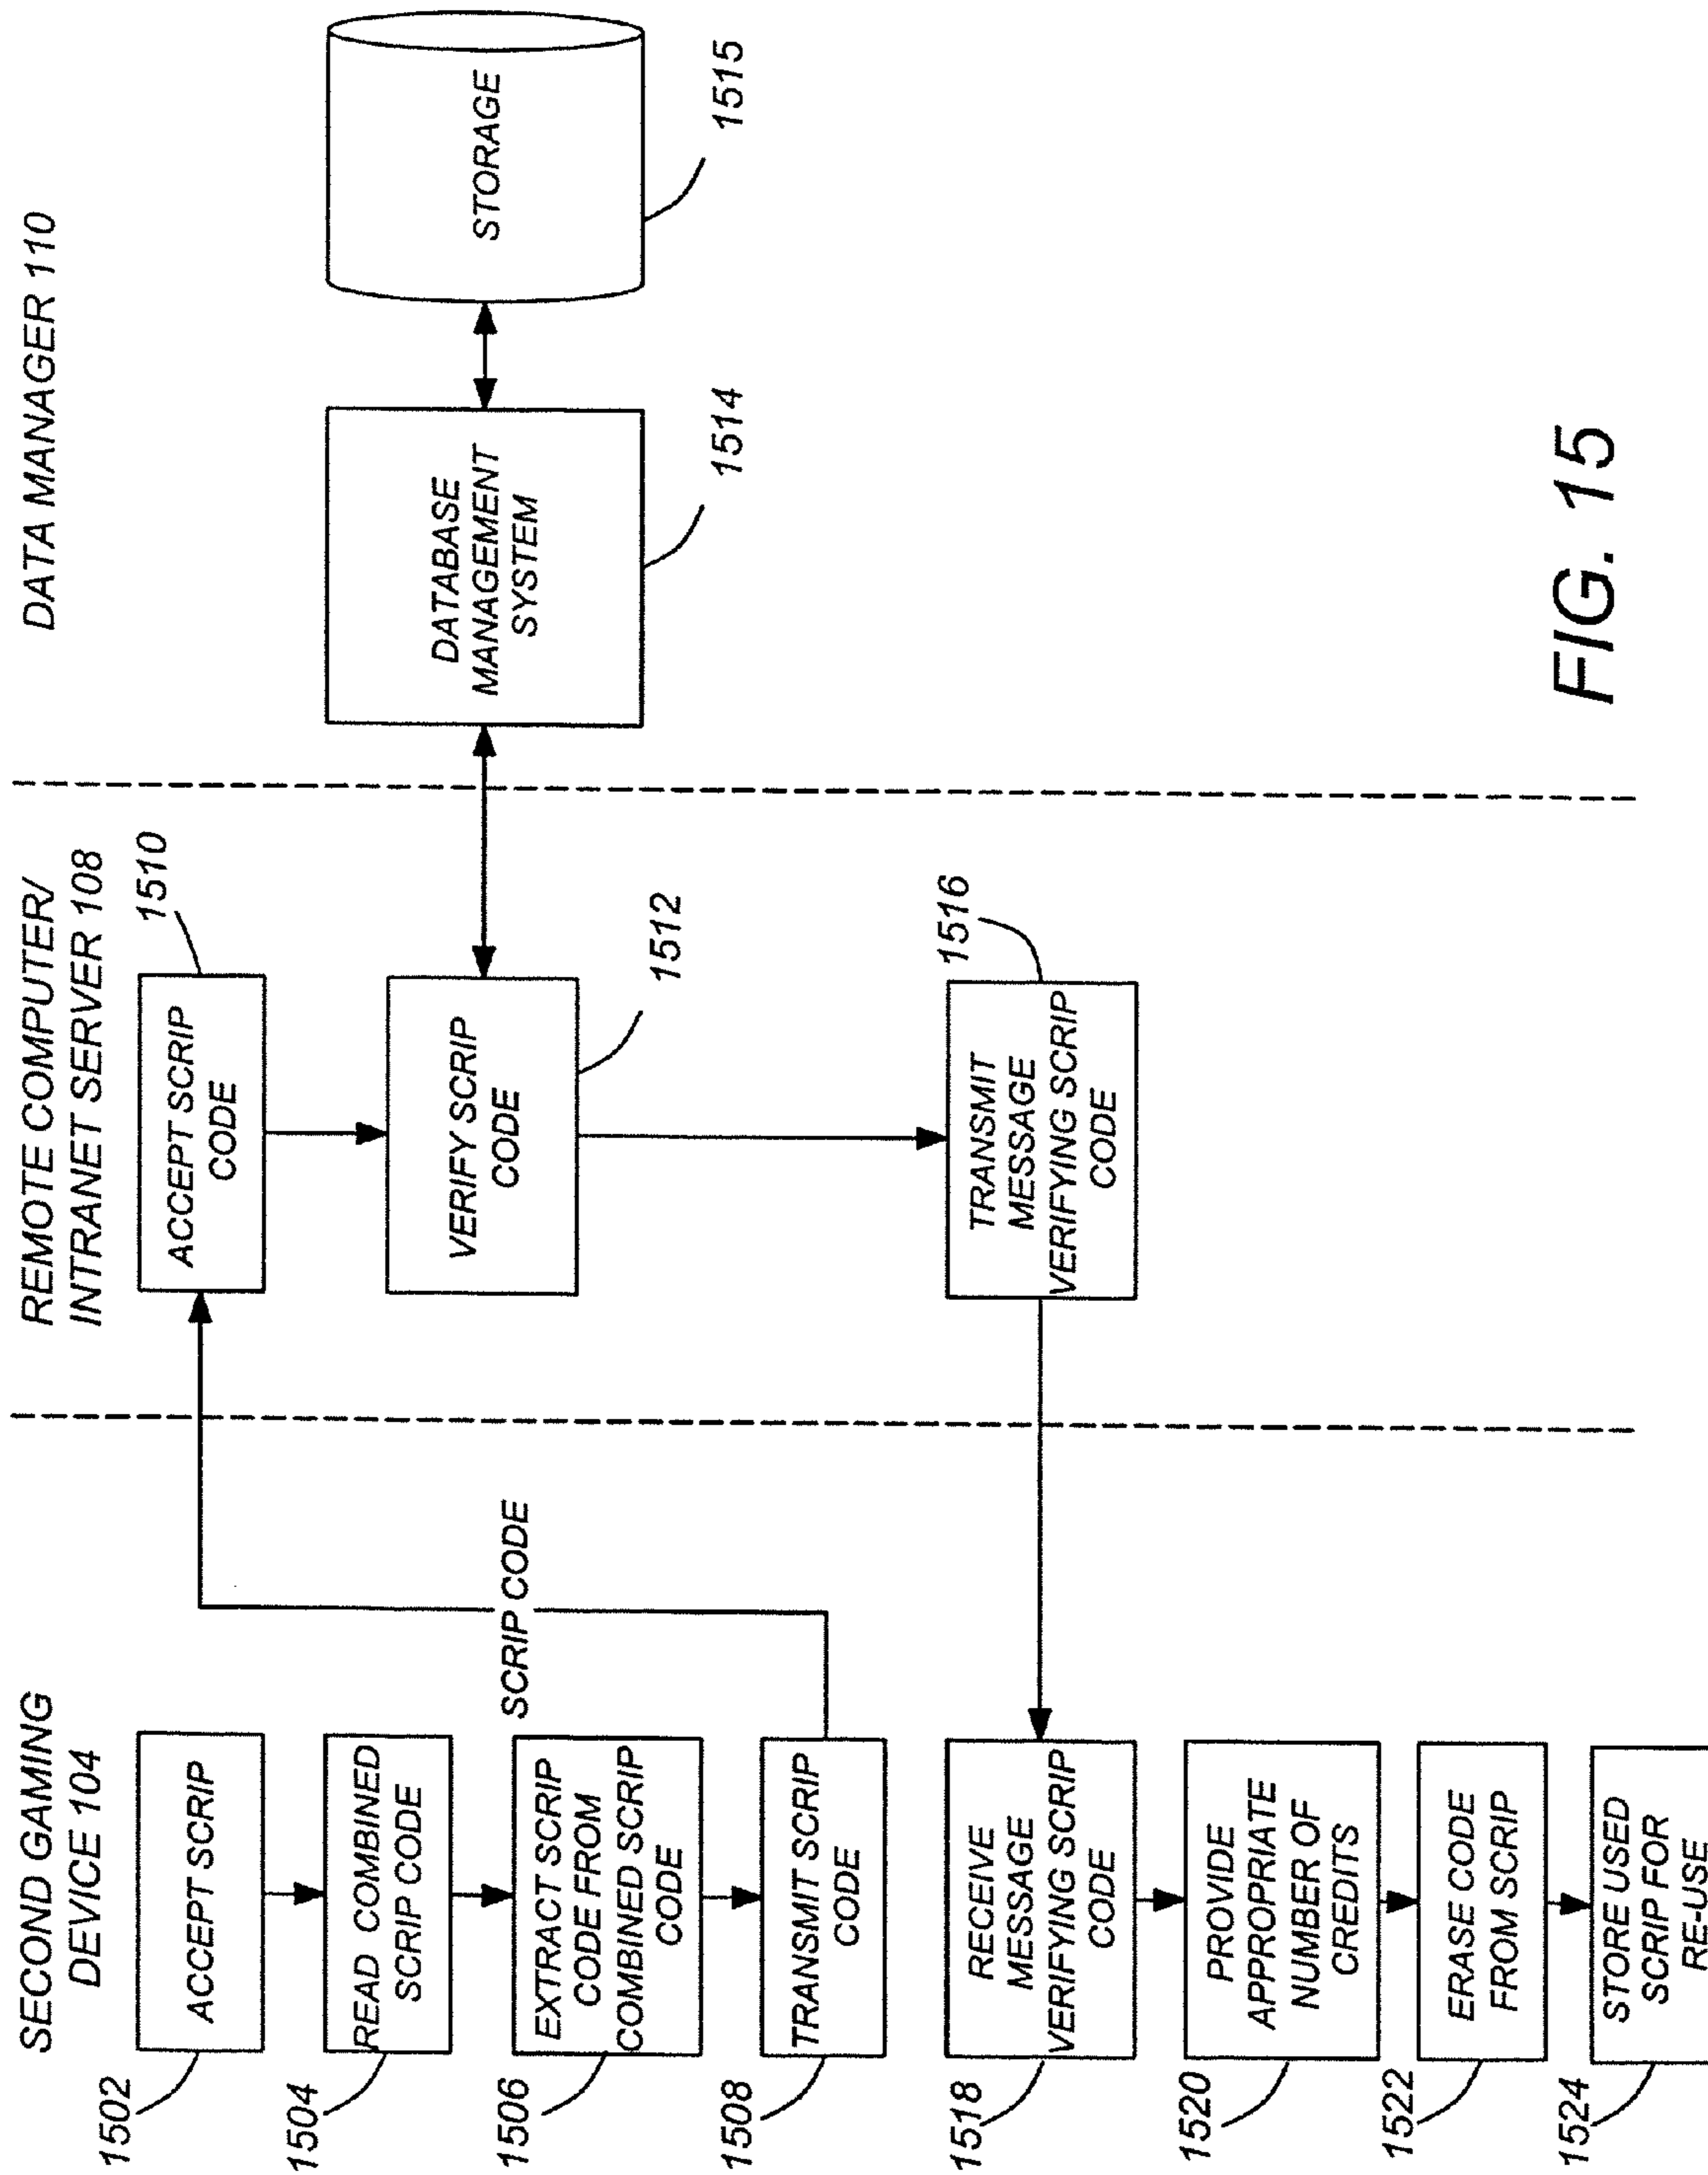 SECOND GAMING
DEVICE 104
1502
ACCEPT SCRIP
1504
READ COMBINED
SCRIP CODE
1506
EXTRACT SCRIP
CODE FROM
COMBINED SCRIP
CODE
1508
TRANSMIT SCRIP
CODE
SCRIP CODE
1518
RECEIVE
MESSAGE
VERIFYING SCRIP
CODE
1520
PROVIDE
APPROPRIATE
NUMBER OF
CREDITS
1522
ERASE CODE
FROM SCRIP
1524
STORE USED
SCRIP FOR
RE-USE
REMOTE COMPUTER/
INTRANET SERVER 108
1510
ACCEPT SCRIP
CODE
VERIFY SCRIP
CODE
1512
1516
TRANSMIT
MESSAGE
VERIFYING SCRIP
CODE
DATA MANAGER 110
DATABASE
MANAGEMENT
SYSTEM
1514
STORAGE
1515
FIG. 15